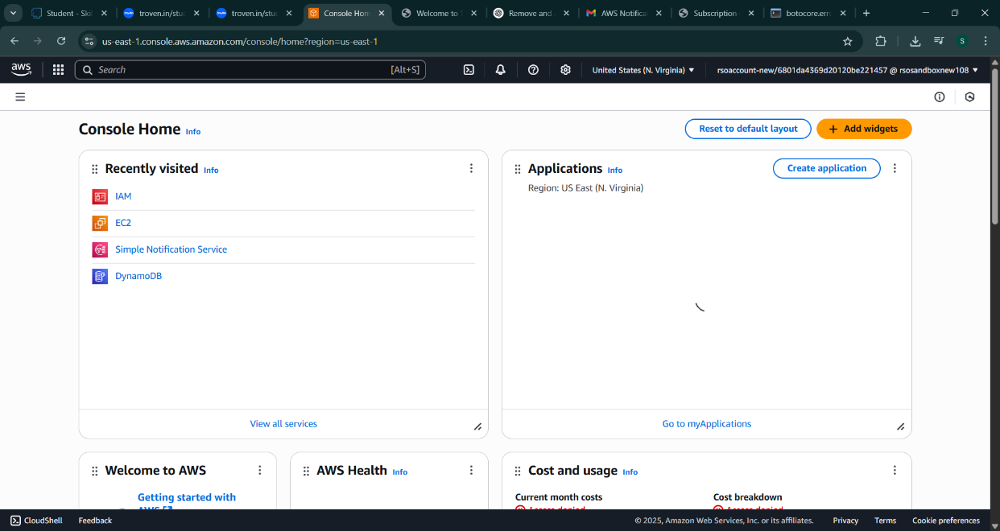 Student - Skil
troven.in/stu
troven.in/stu
Console Hom
Welcome to
Remove and
AWS Notifica
Subscription
botocore.erro
us-east-1.console.aws.amazon.com/console/home?region=us-east-1
S
aws
Search
[Alt+S]
United States (N. Virginia) ▼
rsoaccount-new/6801da4369d20120be221457 @ rsosandboxnew108 ▼
Console Home Info
Reset to default layout
+ Add widgets
Recently visited Info
IAM
EC2
Simple Notification Service
DynamoDB
View all services
Applications Info
Create application
Region: US East (N. Virginia)
Go to myApplications
Welcome to AWS
Getting started with
AWS
AWS Health Info
Cost and usage Info
Current month costs
Access denied
Cost breakdown
Access denied
CloudShell
Feedback
© 2025, Amazon Web Services, Inc. or its affiliates.
Privacy
Terms
Cookie preferences